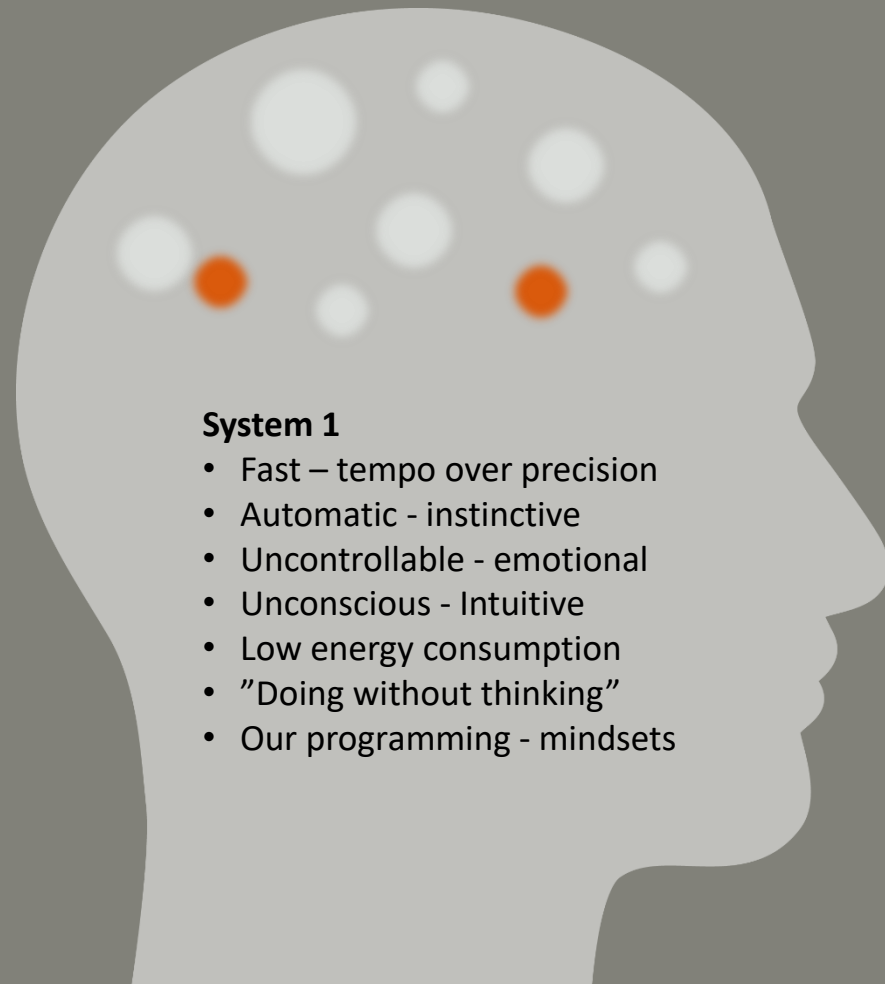 System 1
• Fast – tempo over precision
• Automatic - instinctive
• Uncontrollable - emotional
• Unconscious - Intuitive
• Low energy consumption
• ”Doing without thinking”
• Our programming - mindsets